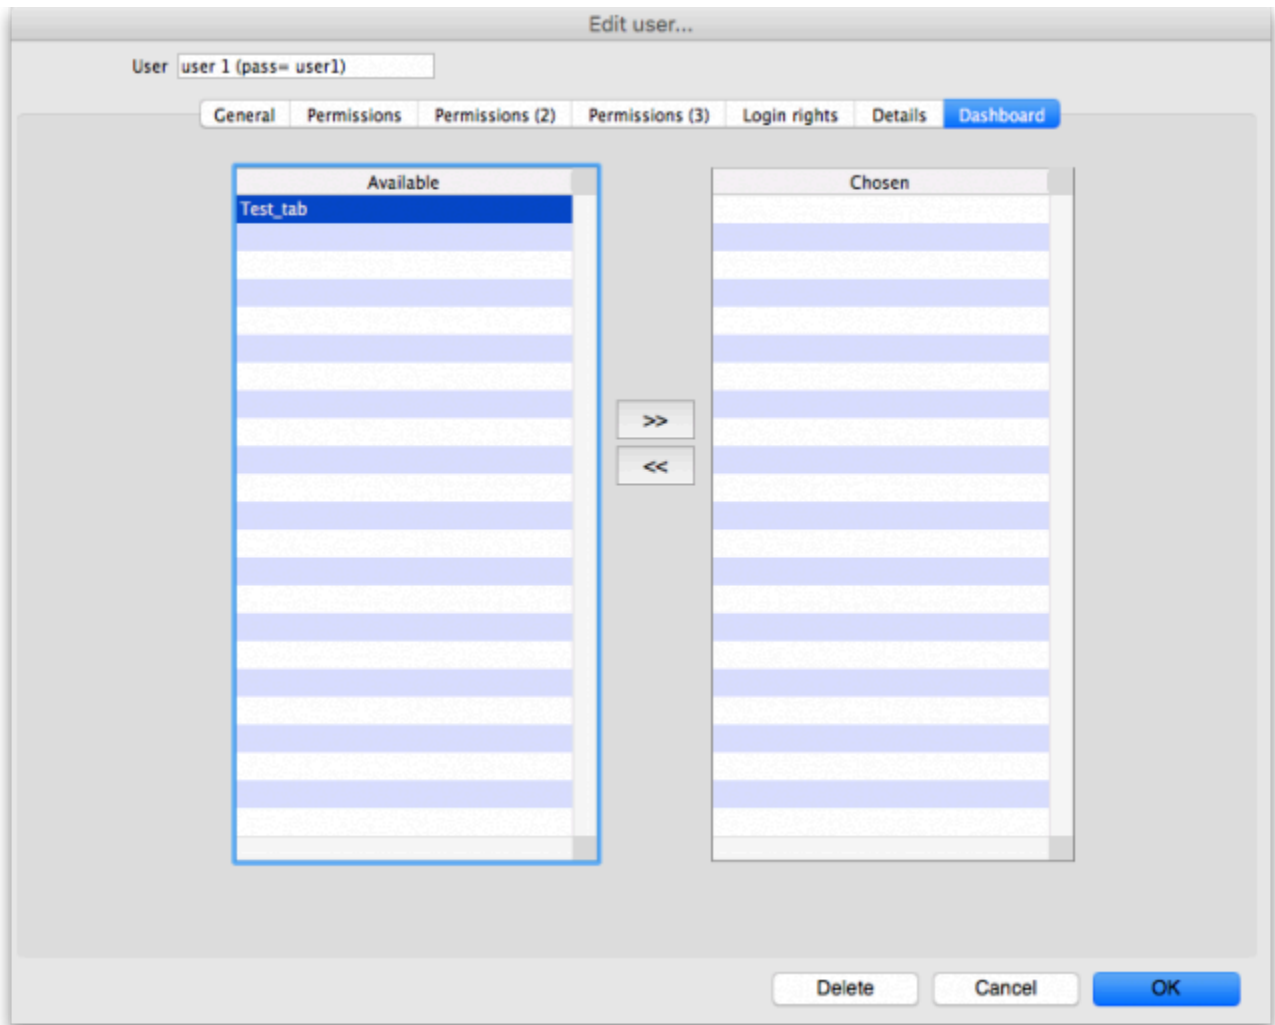 Edit user...
User user 1 (pass= user1)
General Permissions Permissions (2) Permissions (3) Login rights Details Dashboard
Available Chosen
Test_tab
>>
<<
Delete Cancel OK